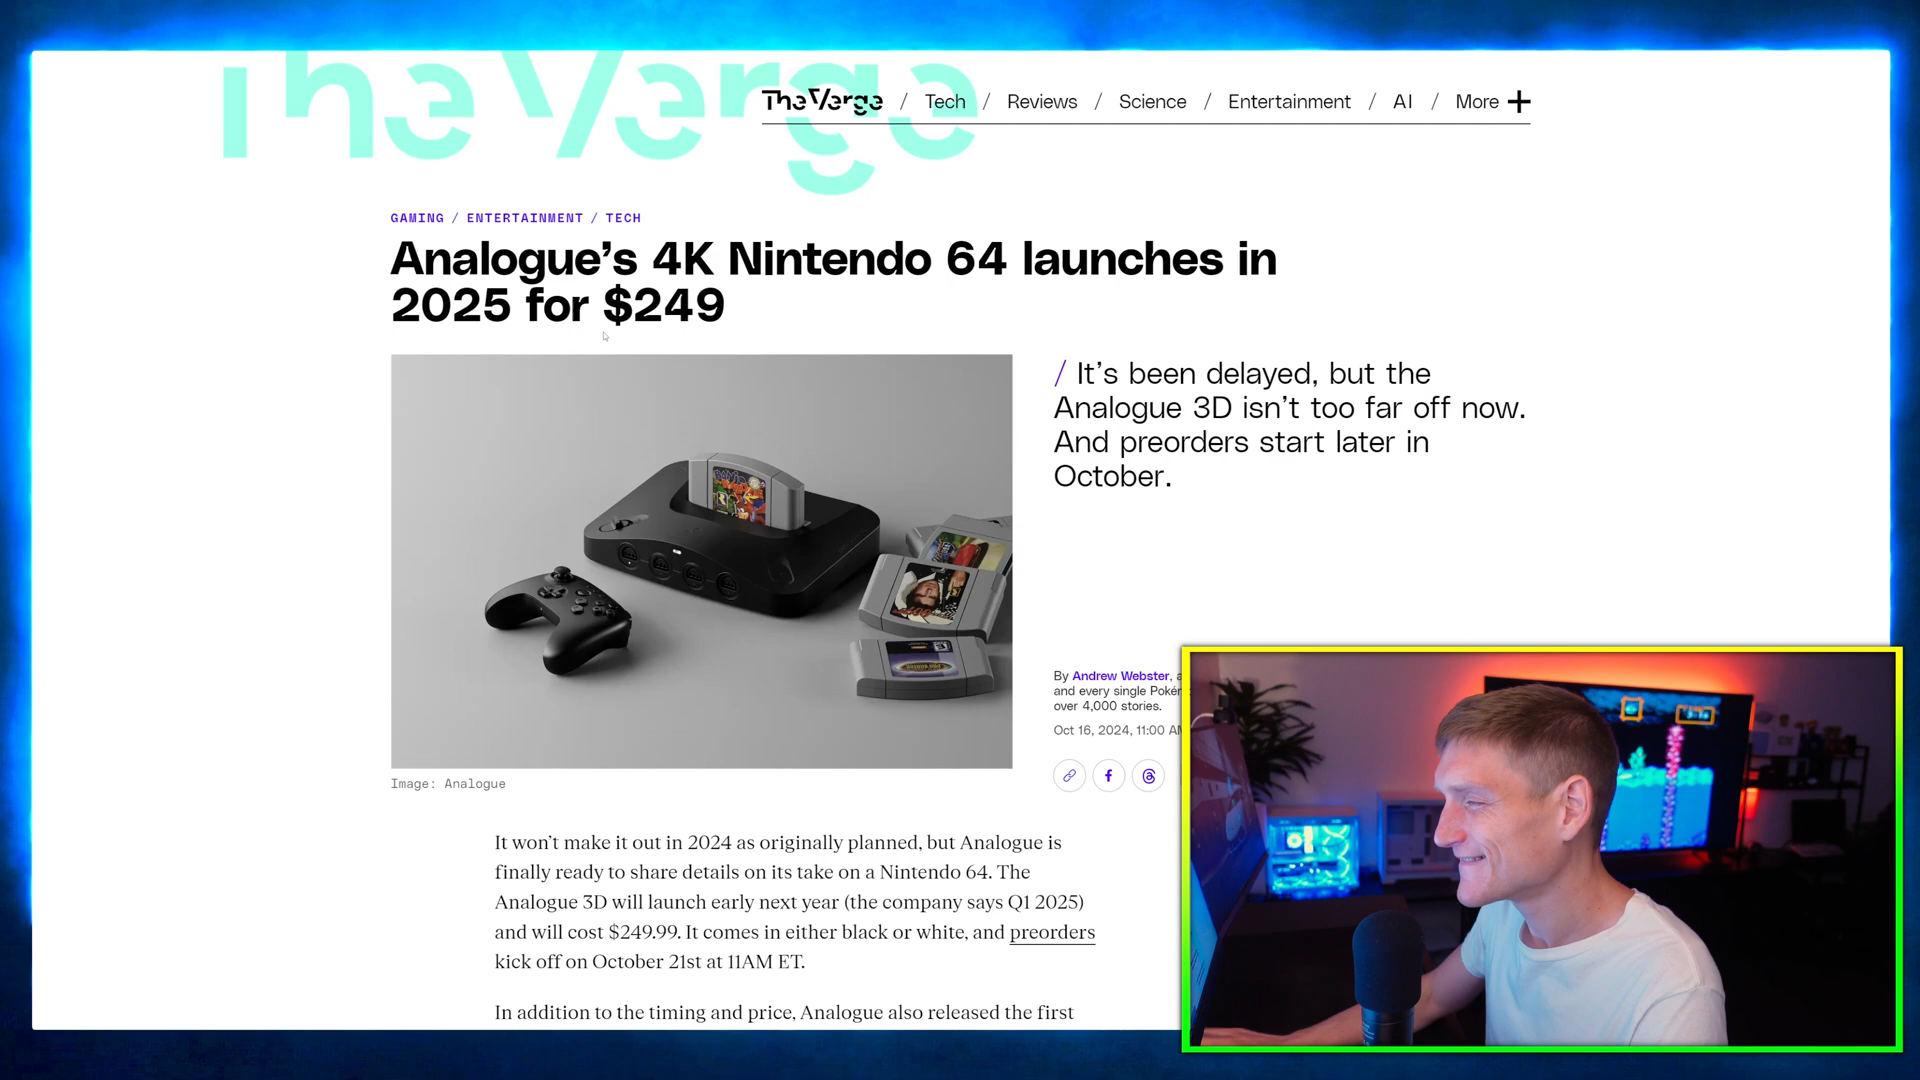 The Verge
The Verge / Tech / Reviews / Science / Entertainment / AI / More +
GAMING / ENTERTAINMENT / TECH
Analogue’s 4K Nintendo 64 launches in
2025 for $249
/ It’s been delayed, but the
Analogue 3D isn’t too far off now.
And preorders start later in
October.
By Andrew Webster, a
and every single Pokér
over 4,000 stories.
Oct 16, 2024, 11:00 AM
Image: Analogue
It won’t make it out in 2024 as originally planned, but Analogue is
finally ready to share details on its take on a Nintendo 64. The
Analogue 3D will launch early next year (the company says Q1 2025)
and will cost $249.99. It comes in either black or white, and preorders
kick off on October 21st at 11AM ET.
In addition to the timing and price, Analogue also released the first